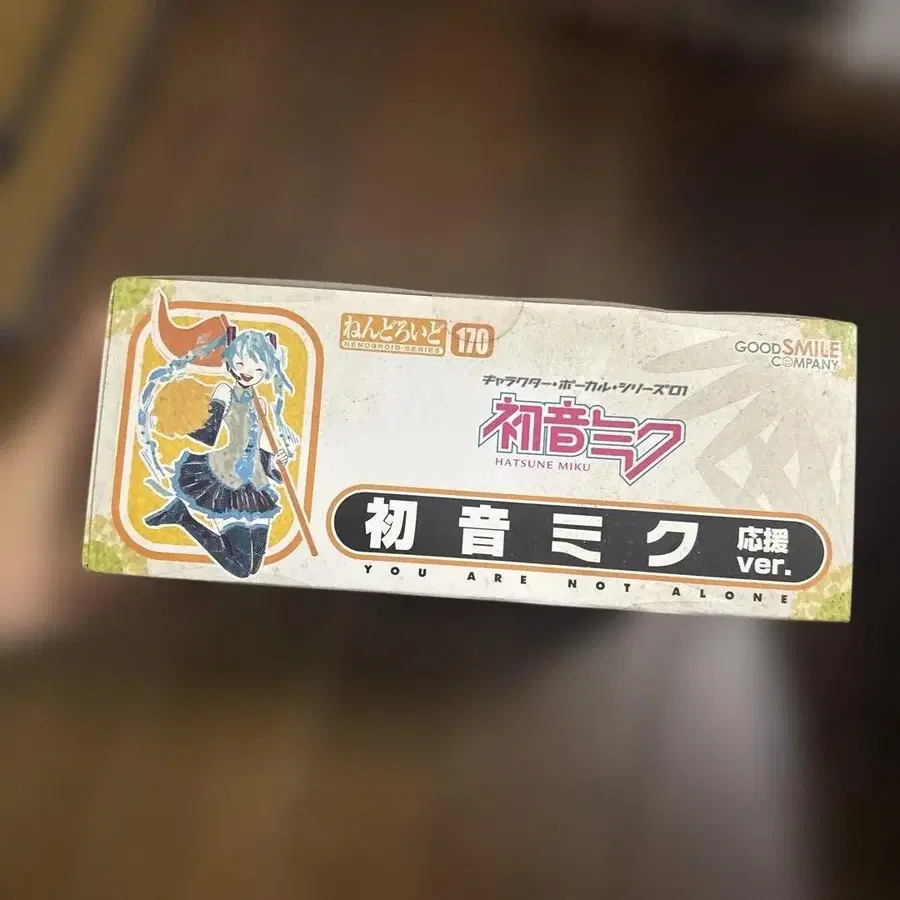 ねんどろいど
NENDOROID-SERIES
170
GOOD SMILE
COMPANY
キャラクター・ボーカル・シリーズ01
初音ミク
HATSUNE MIKU
初音ミク 応援
ver.
YOU ARE NOT ALONE